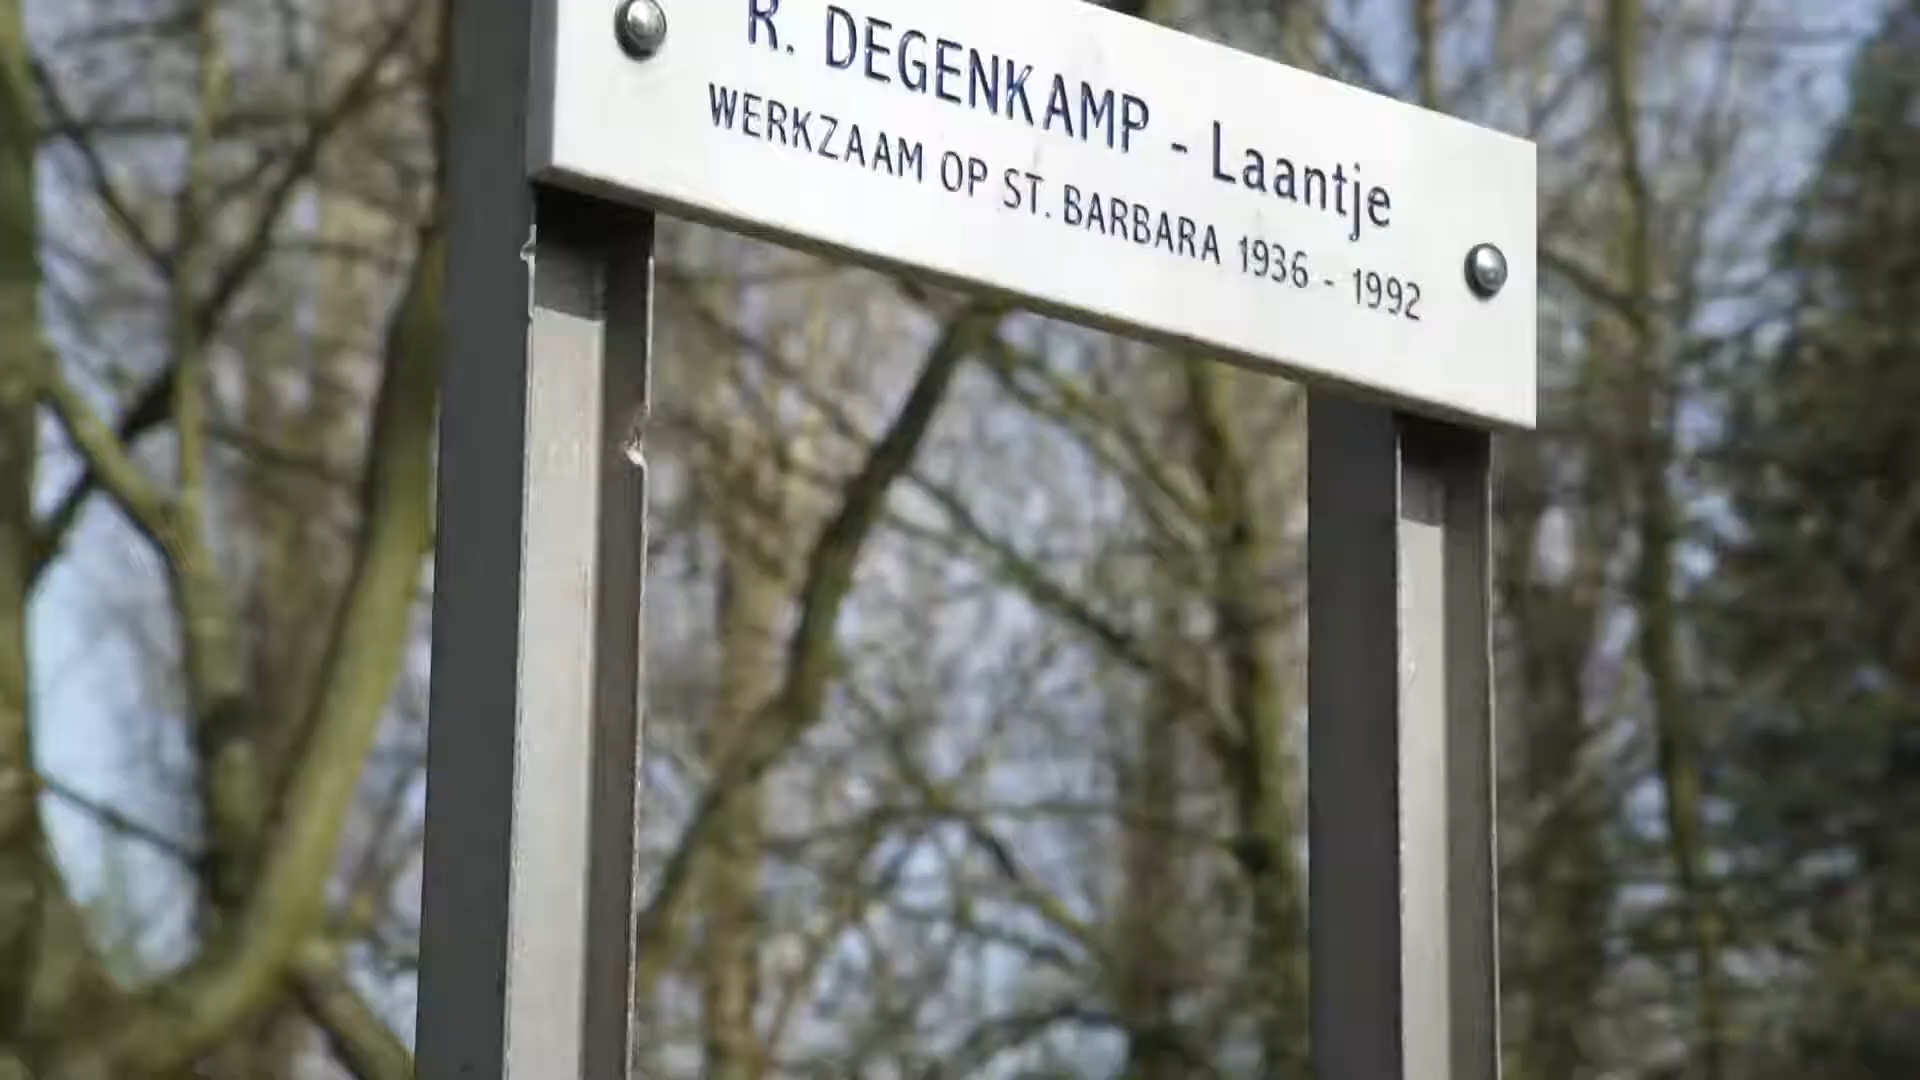 R. DEGENKAMP - Laantje
WERKZAAM OP ST. BARBARA 1936 - 1992